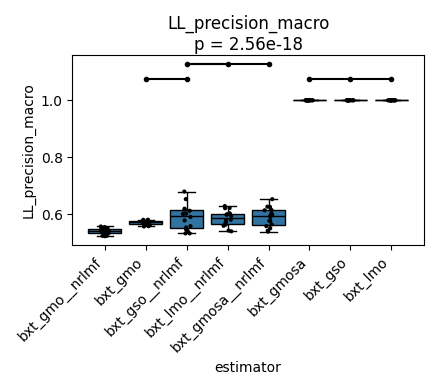 LL_precision_macro
p = 2.56e-18
LL_precision_macro
1.0
0.8
0.6
bxt_gmo__nrlmf
bxt_gmo
bxt_gso__nrlmf
bxt_lmo__nrlmf
bxt_gmosa__nrlmf
bxt_gmosa
bxt_gso
bxt_lmo
estimator